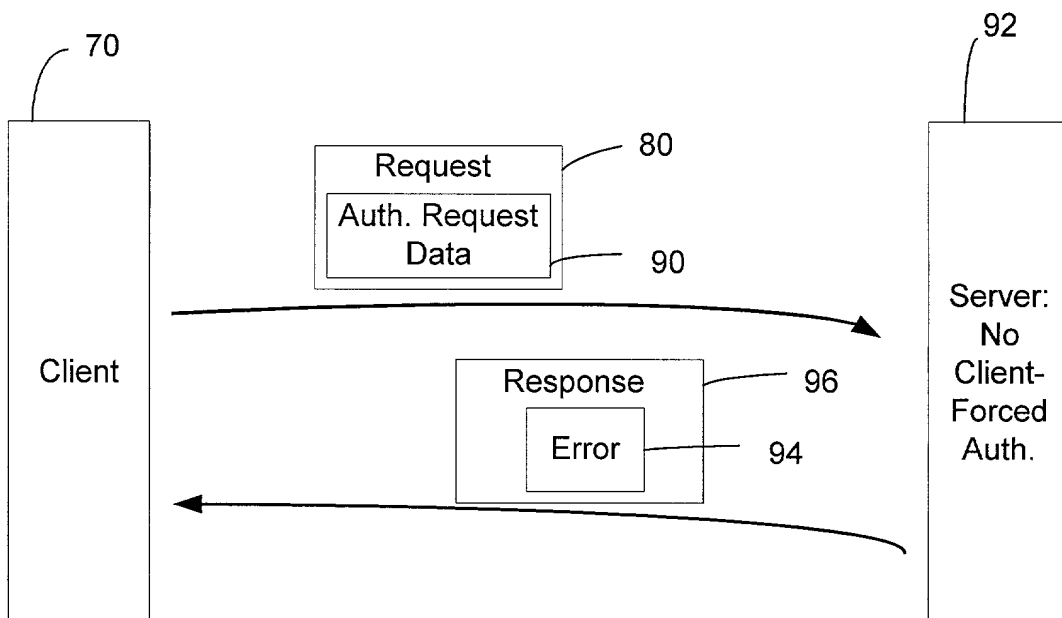 70
92
80
Request
Auth. Request
Data
90
Server:
No
Client-
Forced
Auth.
Client
Response
96
Error
94